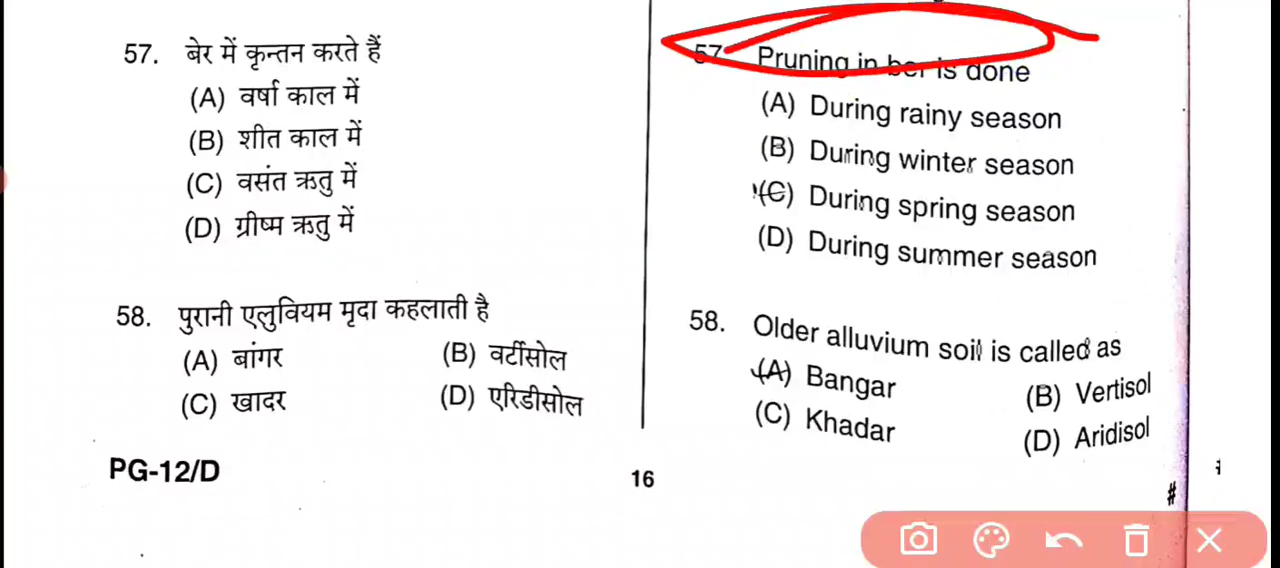 57. बेर में कृन्तन करते हैं
(A) वर्षा काल में
(B) शीत काल में
(C) वसंत ऋतु में
(D) ग्रीष्म ऋतु में
58. पुरानी एलुवियम मृदा कहलाती है
(A) बांगर (B) वर्टीसोल
(C) खादर (D) एरिडीसोल
PG-12/D
57. Pruning in ber is done
(A) During rainy season
(B) During winter season
(C) During spring season
(D) During summer season
58. Older alluvium soil is called as
(A) Bangar (B) Vertisol
(C) Khadar (D) Aridisol
16
#